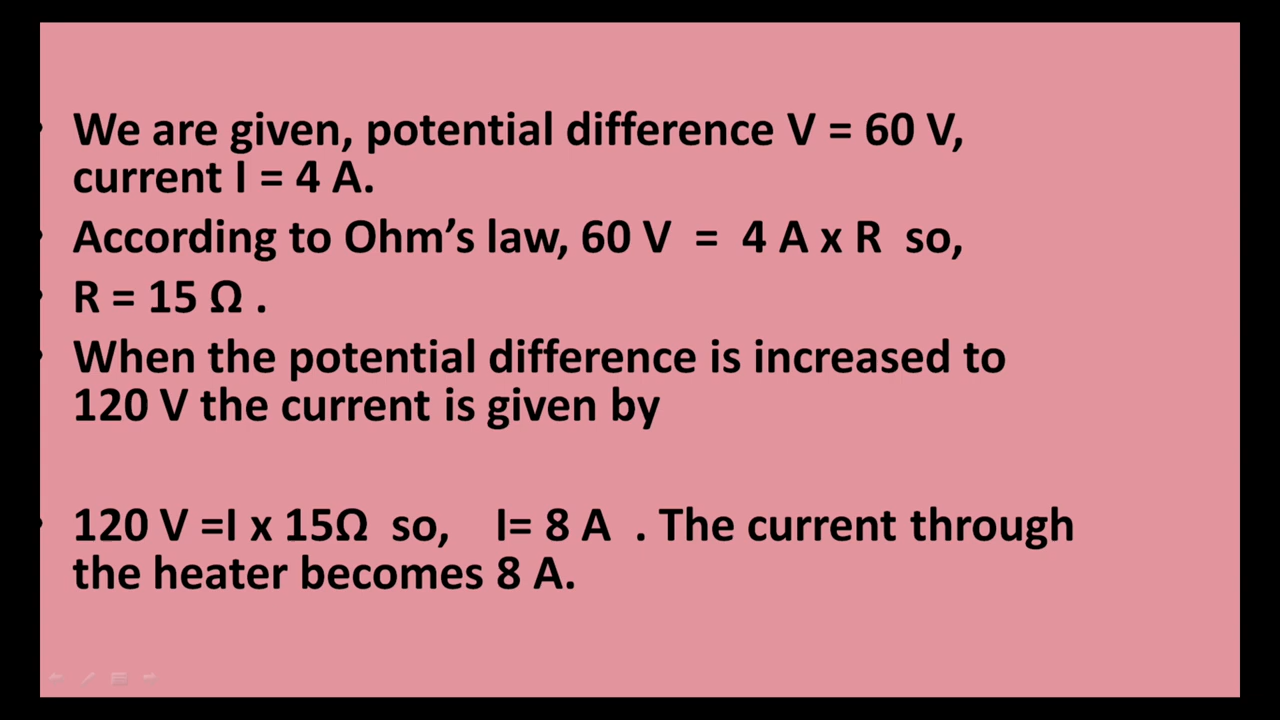 • We are given, potential difference V = 60 V,
current I = 4 A.
• According to Ohm’s law, 60 V = 4 A x R so,
• R = 15 Ω .
• When the potential difference is increased to
120 V the current is given by
• 120 V =I x 15Ω so, I= 8 A . The current through
the heater becomes 8 A.